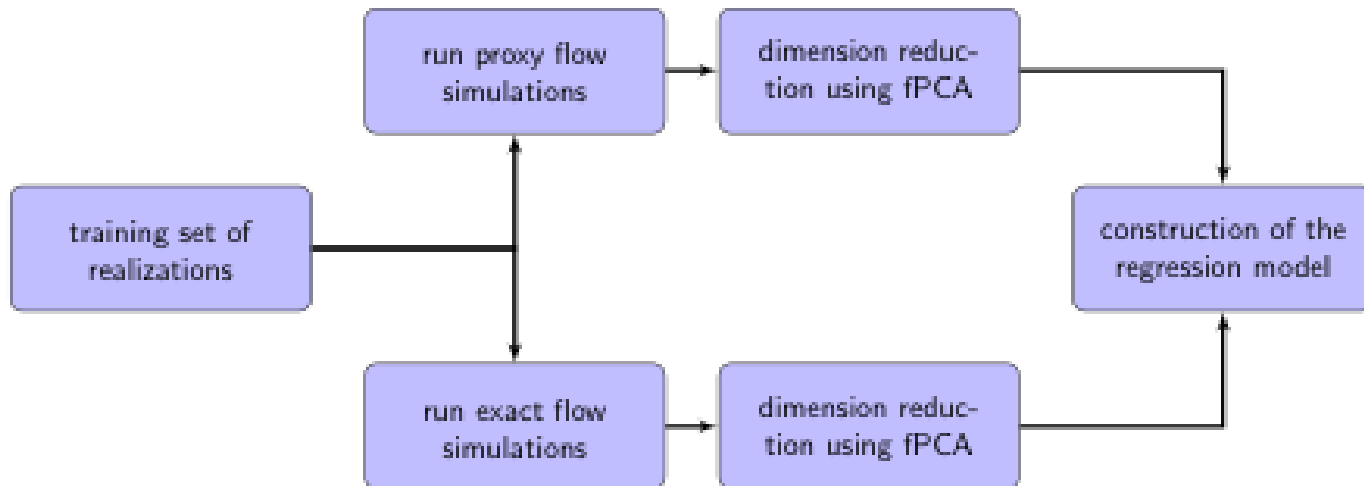 run proxy flow
simulations
dimension reduc-
tion using fPCA
training set of
realizations
construction of the
regression model
run exact flow
simulations
dimension reduc-
tion using fPCA